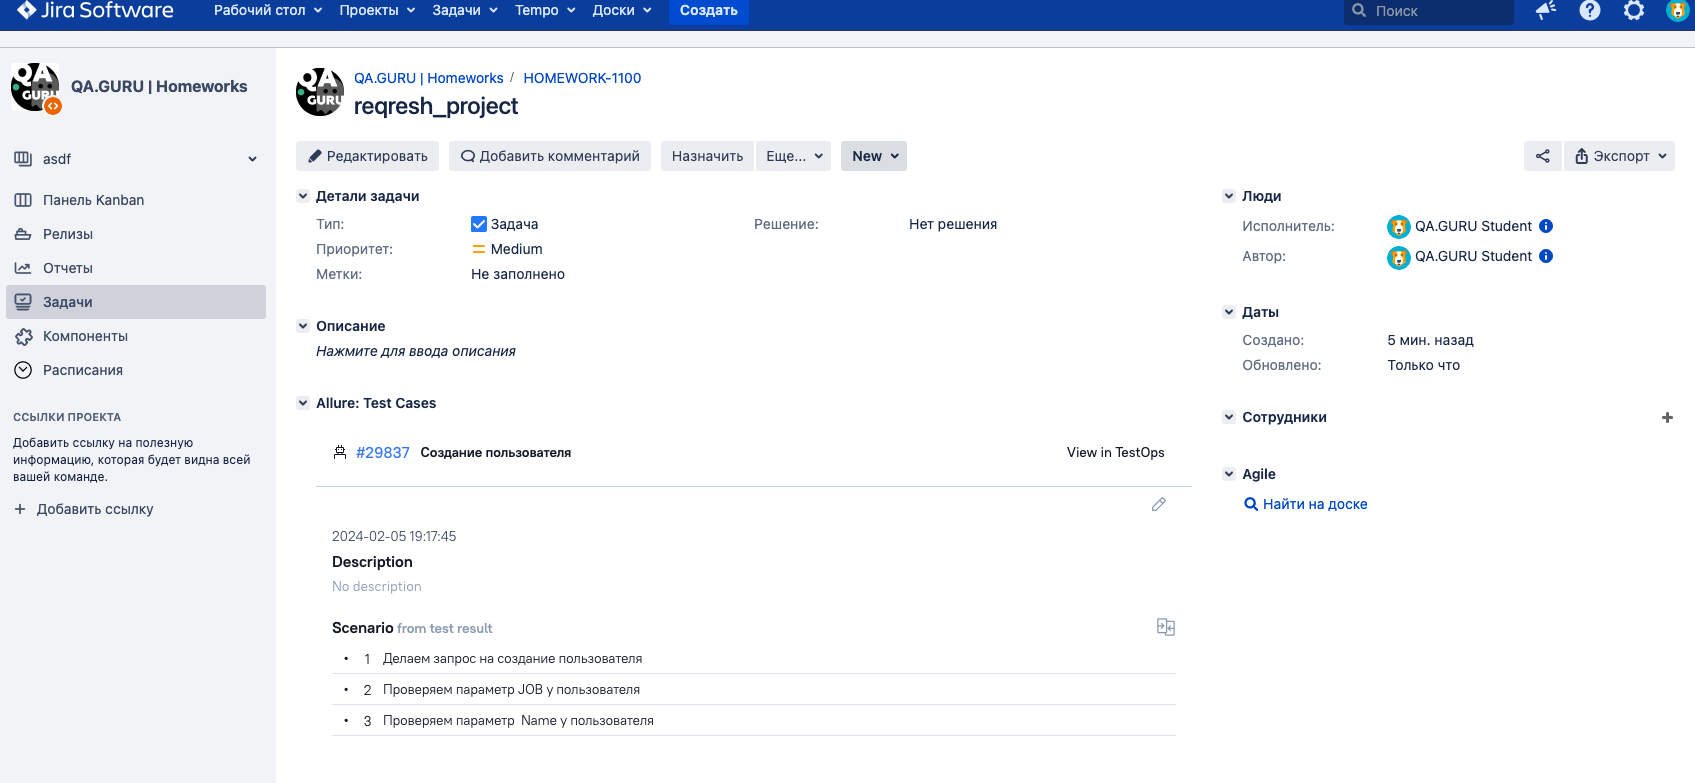 Jira Software Рабочий стол Проекты Задачи Tempo Доски Создать Поиск
QA GURU
QA.GURU | Homeworks
asdf
Панель Kanban
Релизы
Отчеты
Задачи
Компоненты
Расписания
ССЫЛКИ ПРОЕКТА
Добавить ссылку на полезную
информацию, которая будет видна всей
вашей команде.
Добавить ссылку
QA GURU
QA.GURU | Homeworks / HOMEWORK-1100
reqresh_project
Редактировать Добавить комментарий Назначить Еще... New Экспорт
Детали задачи
Тип: Задача Решение: Нет решения
Приоритет: Medium
Метки: Не заполнено
Описание
Нажмите для ввода описания
Allure: Test Cases
#29837 Создание пользователя View in TestOps
2024-02-05 19:17:45
Description
No description
Scenario from test result
• 1 Делаем запрос на создание пользователя
• 2 Проверяем параметр JOB у пользователя
• 3 Проверяем параметр Name у пользователя
Люди
Исполнитель: QA.GURU Student
Автор: QA.GURU Student
Даты
Создано: 5 мин. назад
Обновлено: Только что
Сотрудники
Agile
Найти на доске